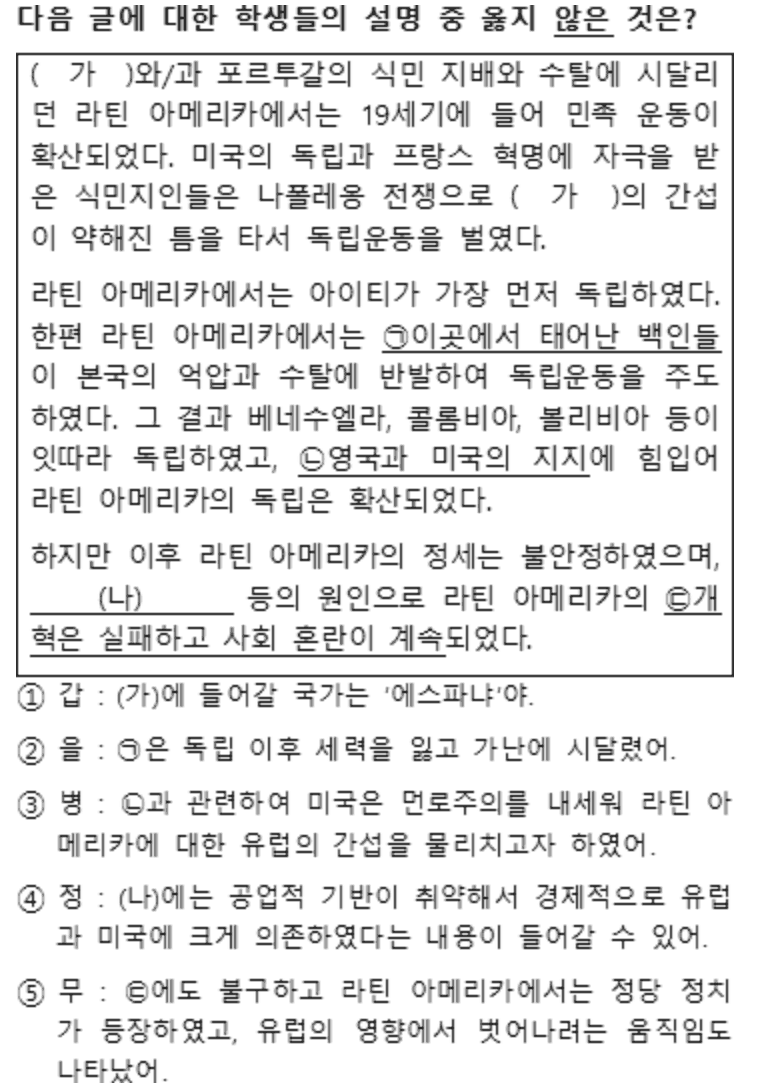 다음 글에 대한 학생들의 설명 중 옳지 않은 것은?
( 가 )와/과 포르투갈의 식민 지배와 수탈에 시달리
던 라틴 아메리카에서는 19세기에 들어 민족 운동이
확산되었다. 미국의 독립과 프랑스 혁명에 자극을 받
은 식민지인들은 나폴레옹 전쟁으로 ( 가 )의 간섭
이 약해진 틈을 타서 독립운동을 벌였다.
라틴 아메리카에서는 아이티가 가장 먼저 독립하였다.
한편 라틴 아메리카에서는 ㉠이곳에서 태어난 백인들
이 본국의 억압과 수탈에 반발하여 독립운동을 주도
하였다. 그 결과 베네수엘라, 콜롬비아, 볼리비아 등이
잇따라 독립하였고, ㉡영국과 미국의 지지에 힘입어
라틴 아메리카의 독립은 확산되었다.
하지만 이후 라틴 아메리카의 정세는 불안정하였으며,
(나) 등의 원인으로 라틴 아메리카의 ㉢개
혁은 실패하고 사회 혼란이 계속되었다.
① 갑 : (가)에 들어갈 국가는 '에스파냐'야.
② 을 : ㉠은 독립 이후 세력을 잃고 가난에 시달렸어.
③ 병 : ㉡과 관련하여 미국은 먼로주의를 내세워 라틴 아
메리카에 대한 유럽의 간섭을 물리치고자 하였어.
④ 정 : (나)에는 공업적 기반이 취약해서 경제적으로 유럽
과 미국에 크게 의존하였다는 내용이 들어갈 수 있어.
⑤ 무 : ㉢에도 불구하고 라틴 아메리카에서는 정당 정치
가 등장하였고, 유럽의 영향에서 벗어나려는 움직임도
나타났어.